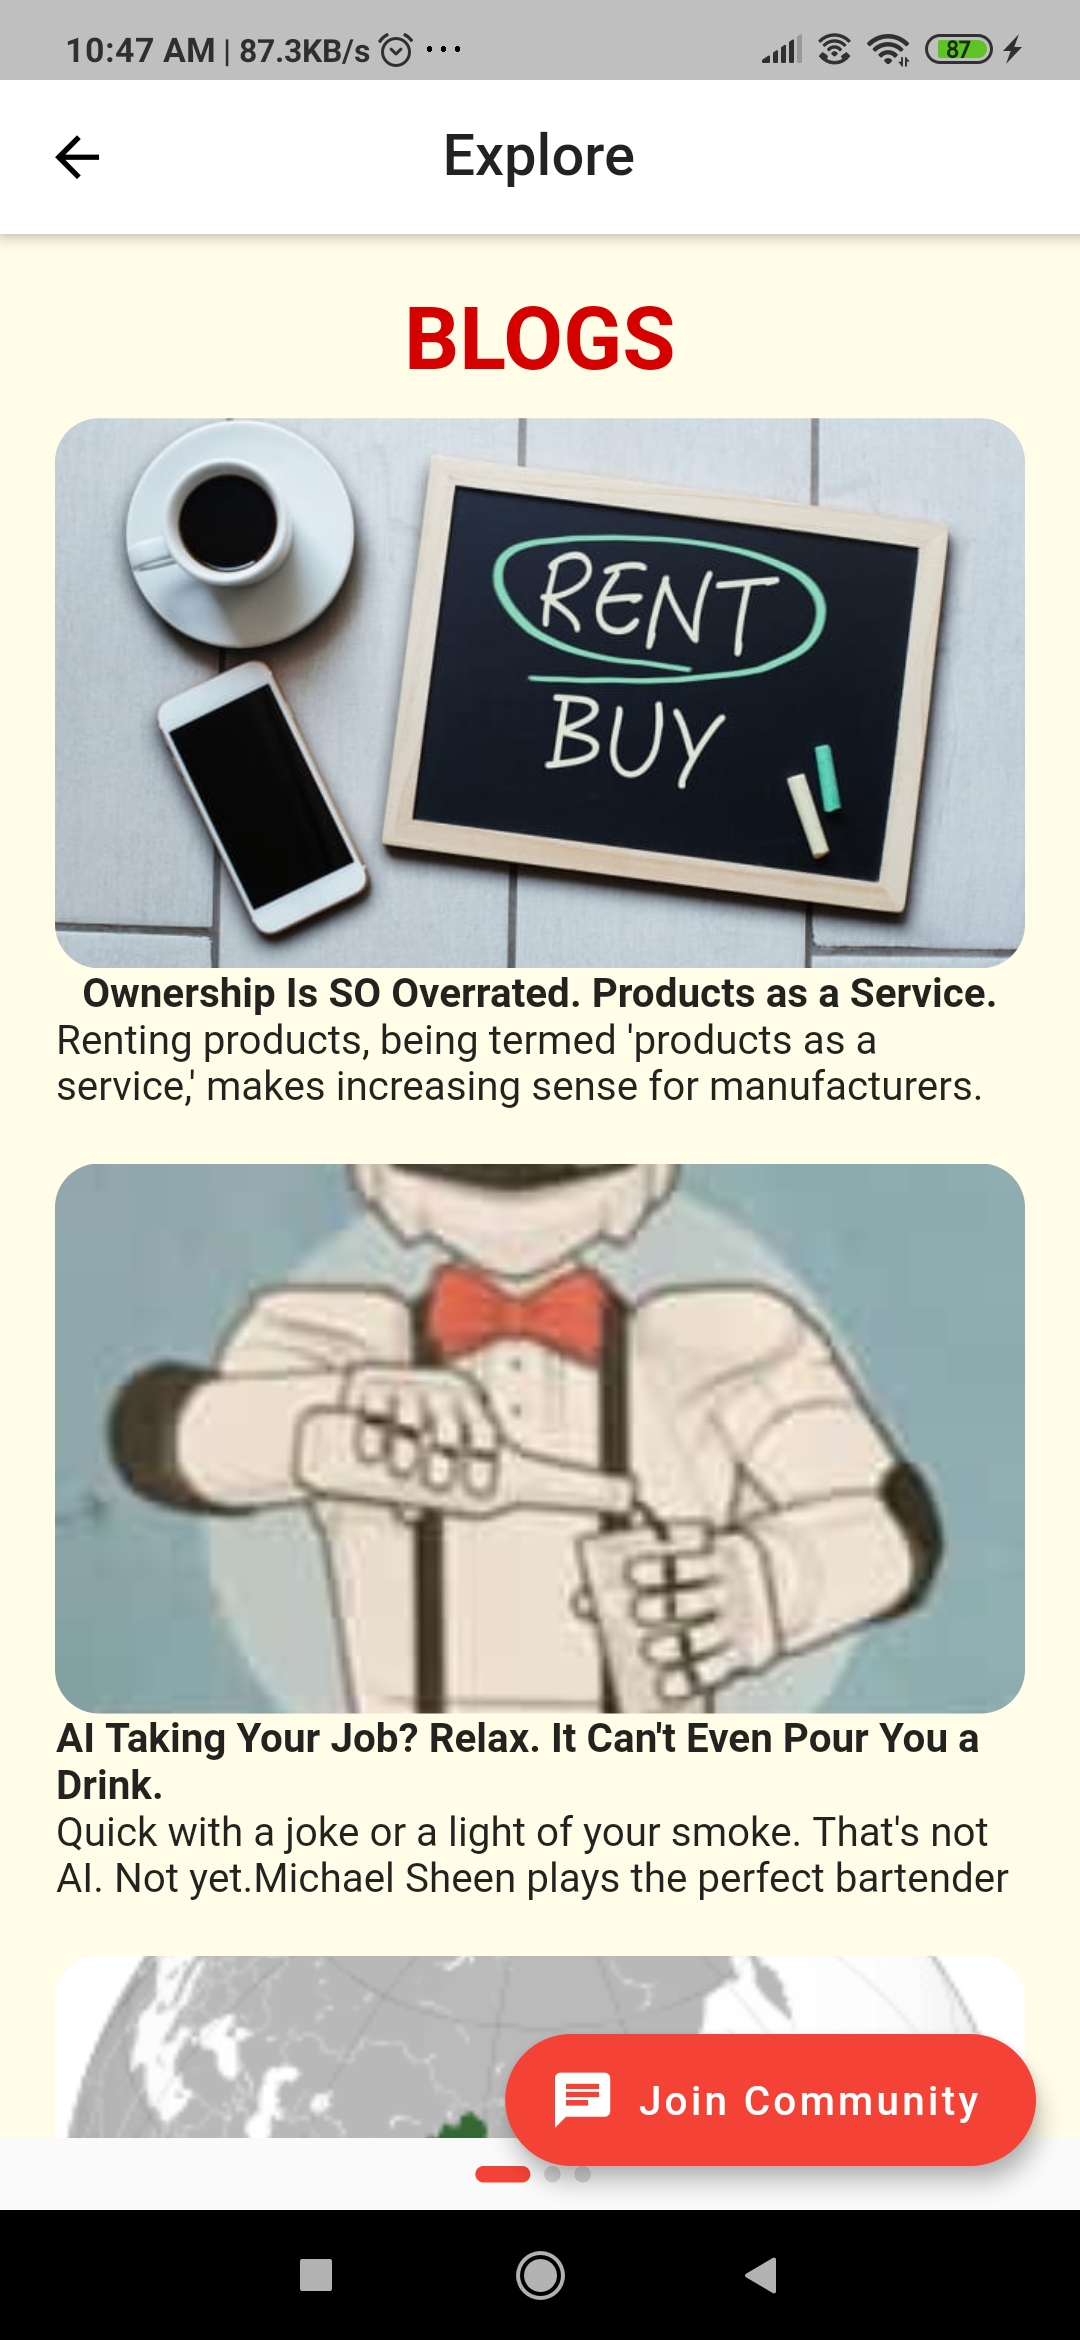 10:47 AM | 87.3KB/s ...
87
Explore
BLOGS
RENT
BUY
Ownership Is SO Overrated. Products as a Service.
Renting products, being termed 'products as a
service,' makes increasing sense for manufacturers.
AI Taking Your Job? Relax. It Can't Even Pour You a
Drink.
Quick with a joke or a light of your smoke. That's not
AI. Not yet.Michael Sheen plays the perfect bartender
Join Community